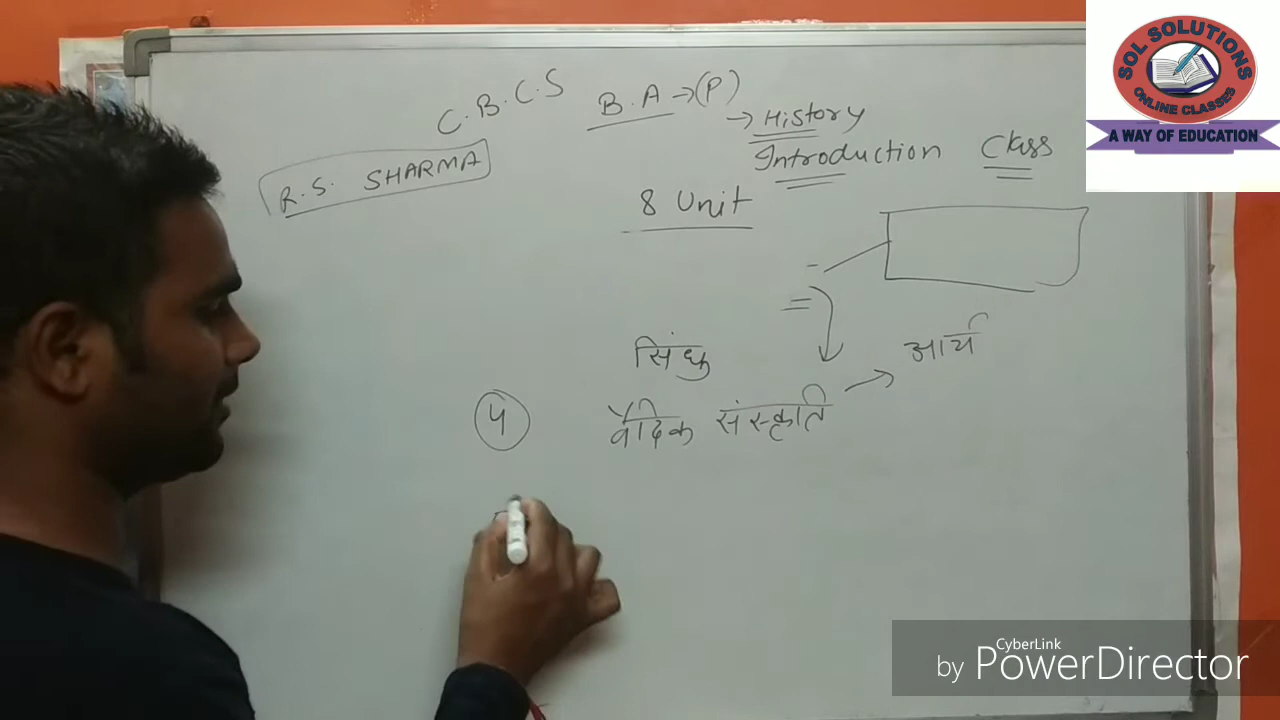 C.B.C.S B.A → (P)
→ History
Introduction Class
R.S. SHARMA
8 Unit
सिंधु
→ आर्य
4 वैदिक संस्कृति
SOL SOLUTIONS
ONLINE CLASSES
A WAY OF EDUCATION
CyberLink
by PowerDirector